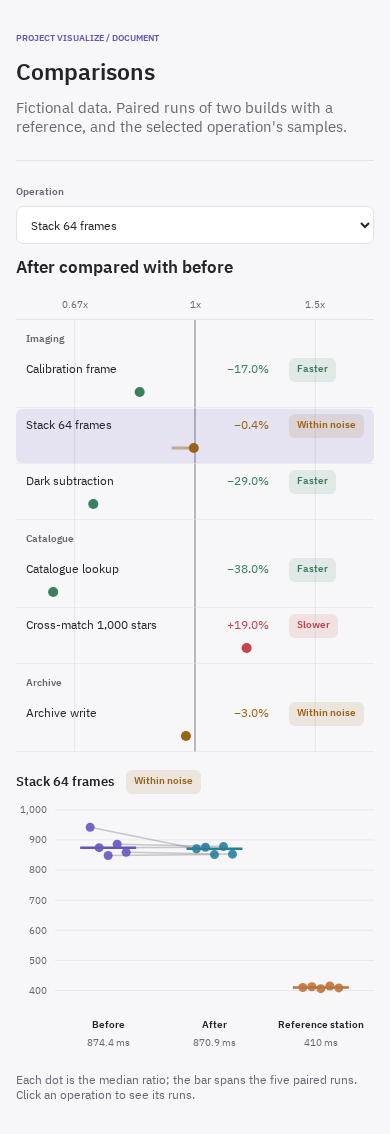 PROJECT VISUALIZE / DOCUMENT
Comparisons
Fictional data. Paired runs of two builds with a
reference, and the selected operation's samples.
Operation
Stack 64 frames
After compared with before
0.67x 1x 1.5x
Imaging
Calibration frame −17.0% Faster
Stack 64 frames −0.4% Within noise
Dark subtraction −29.0% Faster
Catalogue
Catalogue lookup −38.0% Faster
Cross-match 1,000 stars +19.0% Slower
Archive
Archive write −3.0% Within noise
Stack 64 frames Within noise
1,000
900
800
700
600
500
400
Before After Reference station
874.4 ms 870.9 ms 410 ms
Each dot is the median ratio; the bar spans the five paired runs.
Click an operation to see its runs.